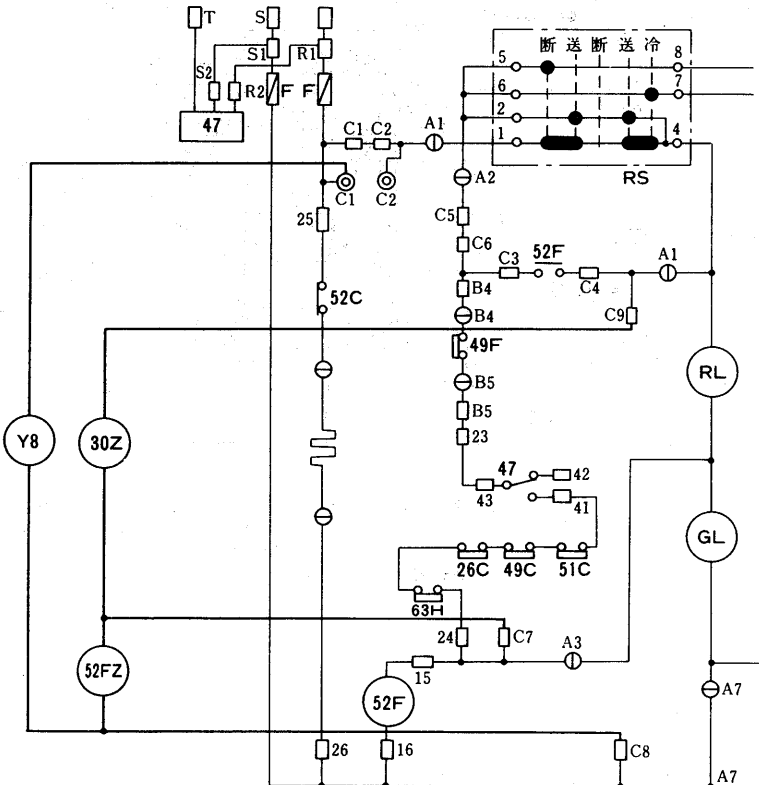 T S
S1 R1
S2 R2 F F
47
断 送 断 送 冷
5 8
6 7
2
1 4
RS
C1 C2 A1
C1 C2
A2
25
C5
C6
C3 52F C4 A1
52C
B4
B4
C9
49F
B5
B5
RL
Y8 30Z
23
47 42
43 41
GL
26C 49C 51C
63H
24 C7 A3
15
52FZ
52F
A7
26 16 C8
A7